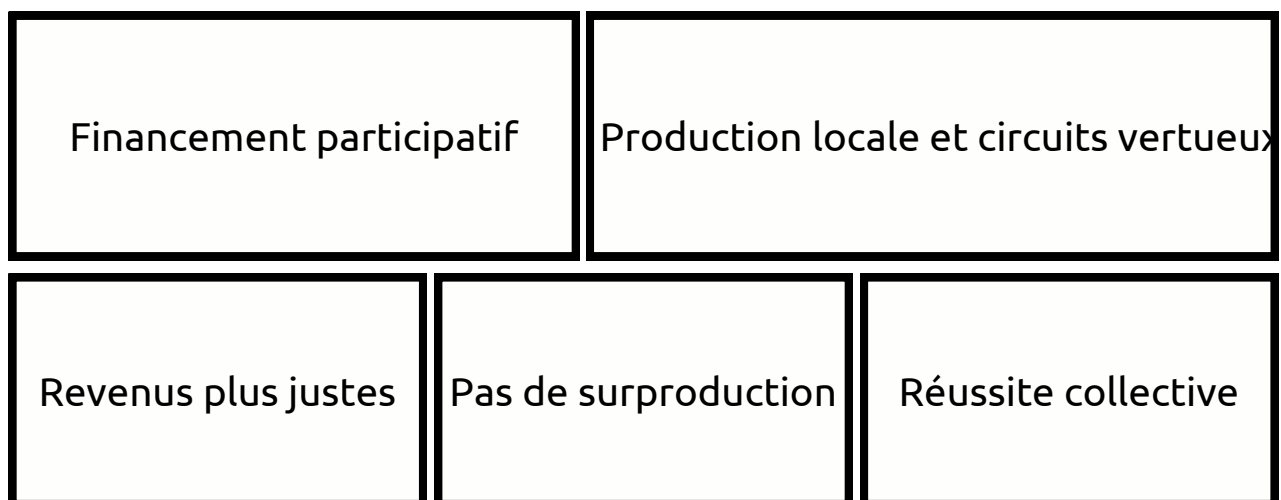 Financement participatif
Production locale et circuits vertueux
Revenus plus justes
Pas de surproduction
Réussite collective